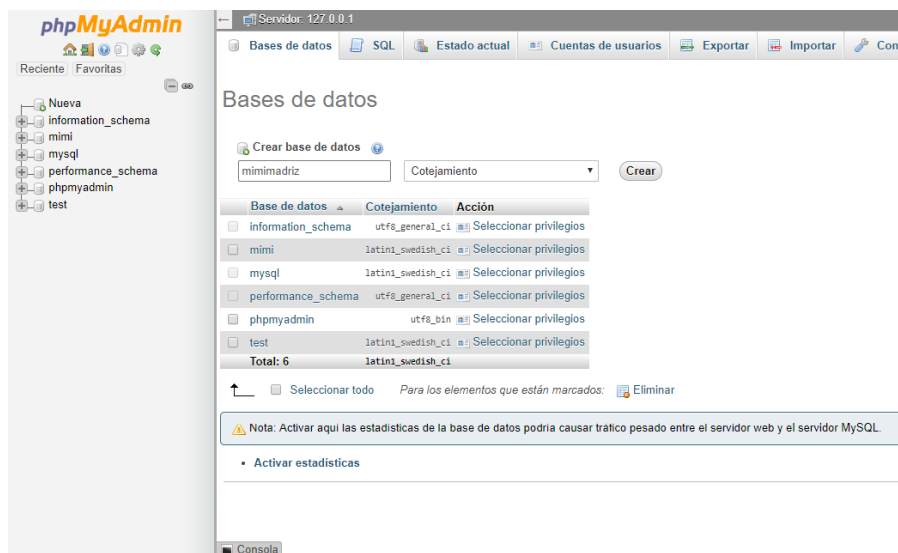 phpMyAdmin
Reciente Favoritas
Nueva
information_schema
mimi
mysql
performance_schema
phpmyadmin
test
Servidor: 127.0.0.1
Bases de datos SQL Estado actual Cuentas de usuarios Exportar Importar Con
Bases de datos
Crear base de datos
mimimadriz Cotejamiento Crear
Base de datos Cotejamiento Acción
information_schema utf8_general_ci Seleccionar privilegios
mimi latin1_swedish_ci Seleccionar privilegios
mysql latin1_swedish_ci Seleccionar privilegios
performance_schema utf8_general_ci Seleccionar privilegios
phpmyadmin utf8_bin Seleccionar privilegios
test latin1_swedish_ci Seleccionar privilegios
Total: 6 latin1_swedish_ci
Seleccionar todo Para los elementos que están marcados: Eliminar
Nota: Activar aquí las estadísticas de la base de datos podría causar tráfico pesado entre el servidor web y el servidor MySQL.
• Activar estadísticas
Consola